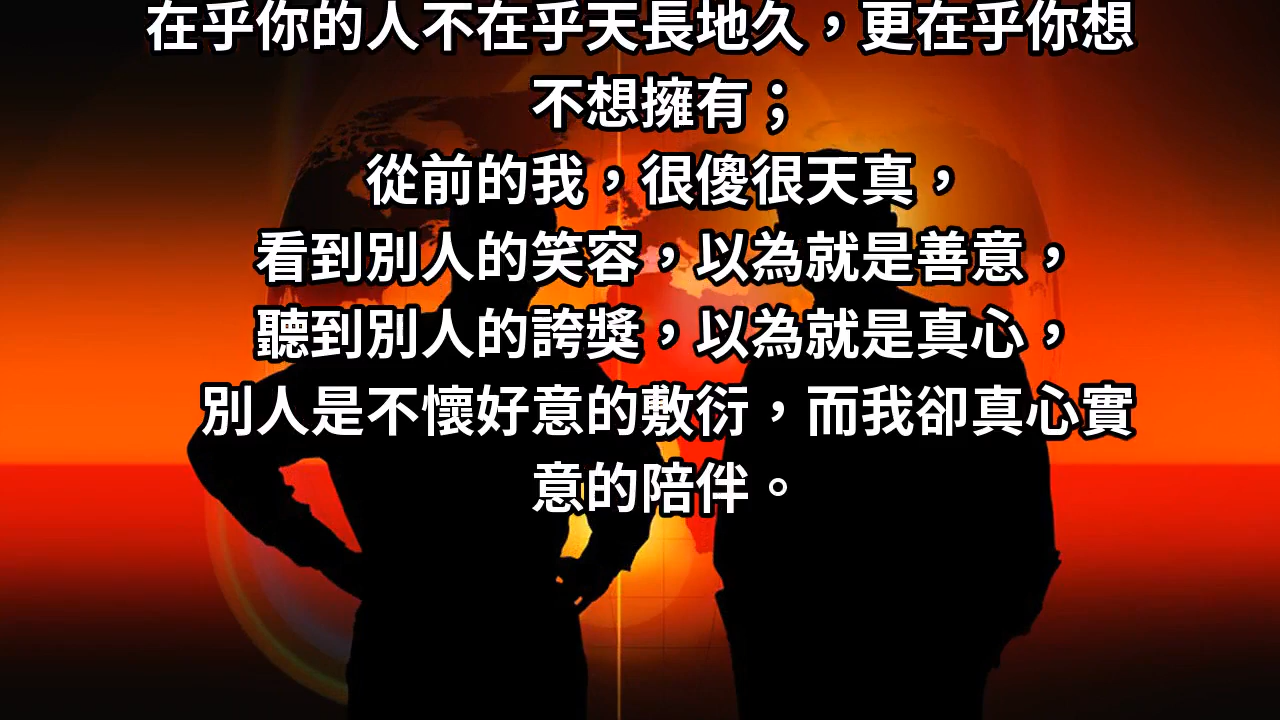 在乎你的人不在乎天長地久，更在乎你想
不想擁有；
從前的我，很傻很天真，
看到別人的笑容，以為就是善意，
聽到別人的誇獎，以為就是真心，
別人是不懷好意的敷衍，而我卻真心實
意的陪伴。